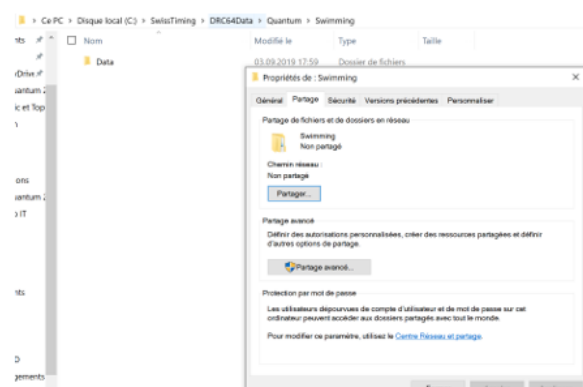 Ce PC > Disque local (C:) > SwissTiming > DRC64Data > Quantum > Swimming
Nom Modifié le Type Taille
Data 03.09.2019 17:59 Dossier de fichiers
Propriétés de : Swimming
Général Partage Sécurité Versions précédentes Personnaliser
Partage de fichiers et de dossiers en réseau
Swimming
Non partagé
Chemin réseau :
Non partagé
Partager...
Partage avancé
Définir des autorisations personnalisées, créer des ressources partagées et définir
d'autres options de partage.
Partage avancé...
Protection par mot de passe
Les utilisateurs dépourvues de compte d'utilisateur et de mot de passe sur cet
ordinateur peuvent accéder aux dossiers partagés avec tout le monde.
Pour modifier ce paramètre, utilisez le Centre Réseau et partage.